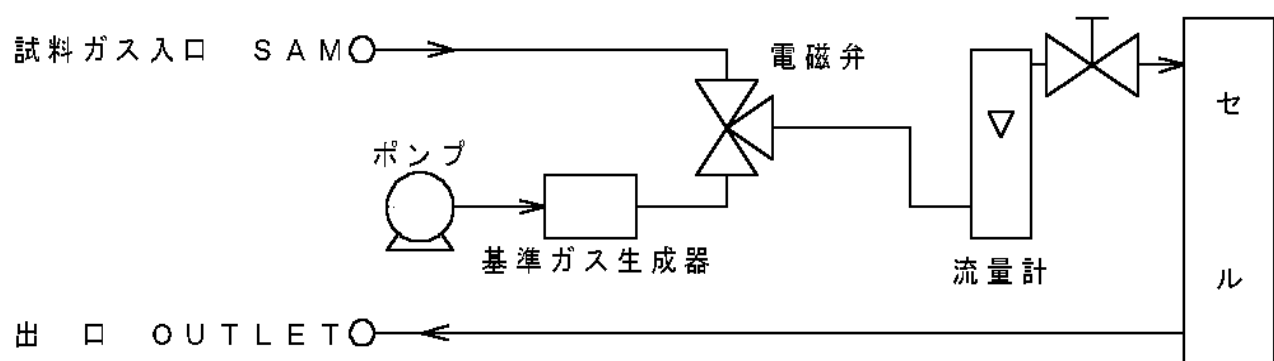 試料ガス入口 SAM
電磁弁
セル
ポンプ
基準ガス生成器
流量計
出口 OUTLET